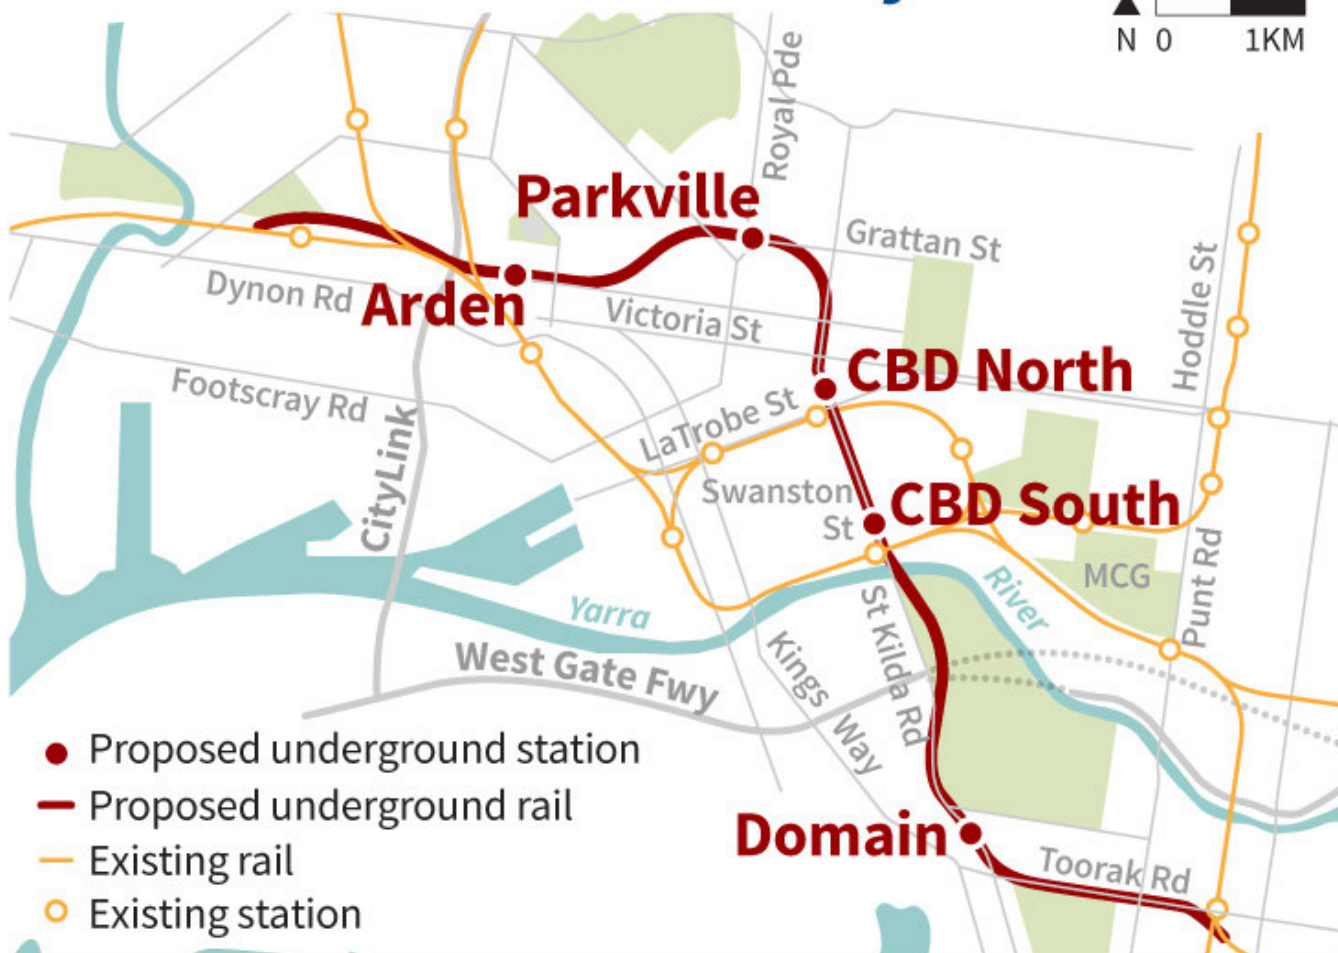 N 0 1KM
Royal Pde
Parkville
Grattan St
Hoddle St
Dynon Rd
Arden
Victoria St
CBD North
Footscray Rd
CityLink
LaTrobe St
Swanston
St
CBD South
MCG
Punt Rd
Yarra
River
St Kilda Rd
West Gate Fwy
Kings Way
Proposed underground station
Proposed underground rail
Existing rail
Existing station
Domain
Toorak Rd